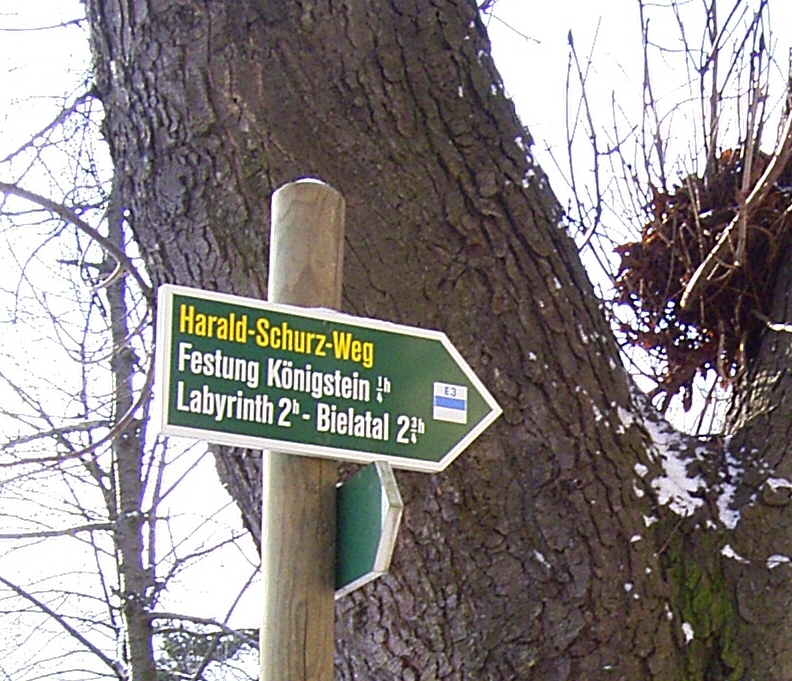 Harald-Schurz-Weg
Festung Königstein ¼h
Labyrinth 2h - Bielatal 2¾h
E3